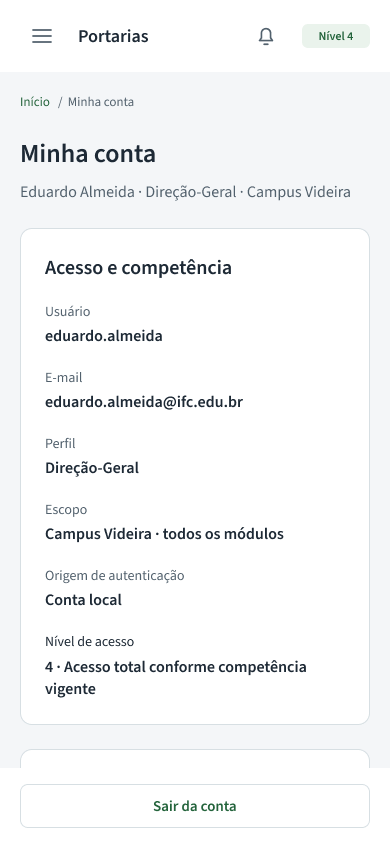 Portarias
Nível 4
Início / Minha conta
Minha conta
Eduardo Almeida · Direção-Geral · Campus Videira
Acesso e competência
Usuário
eduardo.almeida
E-mail
eduardo.almeida@ifc.edu.br
Perfil
Direção-Geral
Escopo
Campus Videira · todos os módulos
Origem de autenticação
Conta local
Nível de acesso
4 · Acesso total conforme competência
vigente
Sair da conta